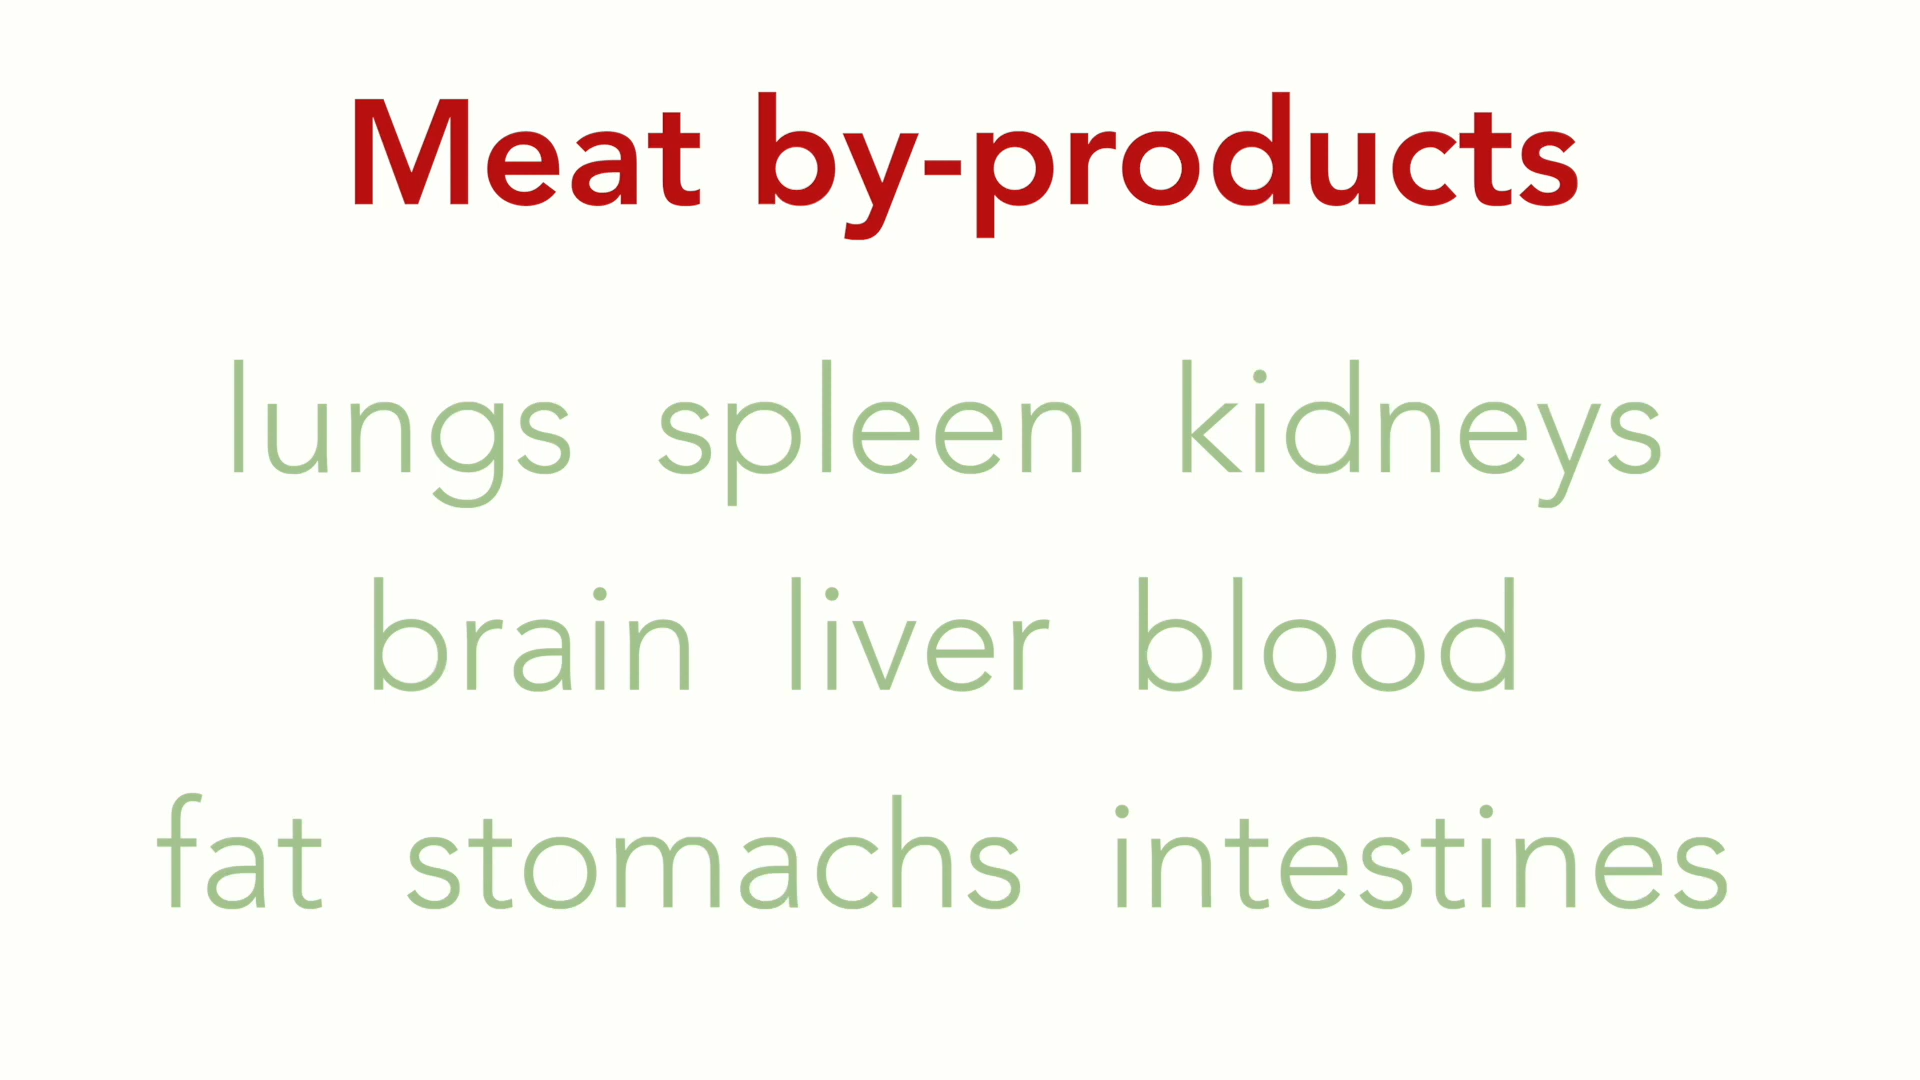 Meat by-products
lungs spleen kidneys
brain liver blood
fat stomachs intestines